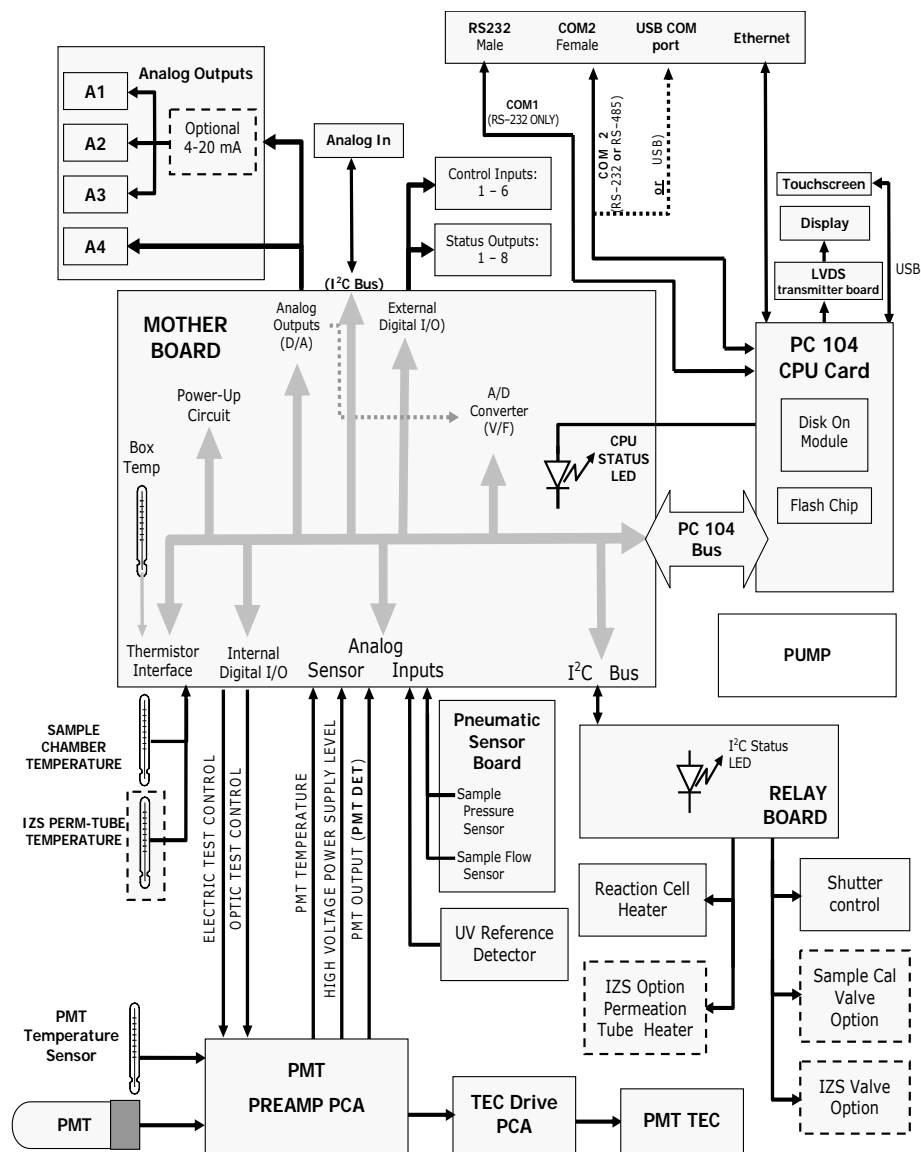 RS232
Male
COM2
Female
USB COM
port
Ethernet
Analog Outputs
A1
A2
A3
A4
Optional
4-20 mA
Analog In
COM1
(RS-232 ONLY)
COM 2
(RS-232 or RS-485)
or
USB)
Control Inputs:
1 – 6
Status Outputs:
1 – 8
Touchscreen
Display
LVDS
transmitter board
USB
(I2C Bus)
MOTHER
BOARD
Analog
Outputs
(D/A)
External
Digital I/O)
PC 104
CPU Card
Power-Up
Circuit
A/D
Converter
(V/F)
Disk On
Module
Box
Temp
CPU
STATUS
LED
Flash Chip
PC 104
Bus
Thermistor
Interface
Internal
Digital I/O
Analog
Sensor Inputs
I2C Bus
PUMP
SAMPLE
CHAMBER
TEMPERATURE
IZS PERM-TUBE
TEMPERATURE
ELECTRIC TEST CONTROL
OPTIC TEST CONTROL
PMT TEMPERATURE
HIGH VOLTAGE POWER SUPPLY LEVEL
PMT OUTPUT (PMT DET)
Pneumatic
Sensor
Board
Sample
Pressure
Sensor
Sample Flow
Sensor
I2C Status
LED
RELAY
BOARD
Reaction Cell
Heater
Shutter
control
UV Reference
Detector
IZS Option
Permeation
Tube Heater
Sample Cal
Valve
Option
IZS Valve
Option
PMT
Temperature
Sensor
PMT
PMT
PREAMP PCA
TEC Drive
PCA
PMT TEC